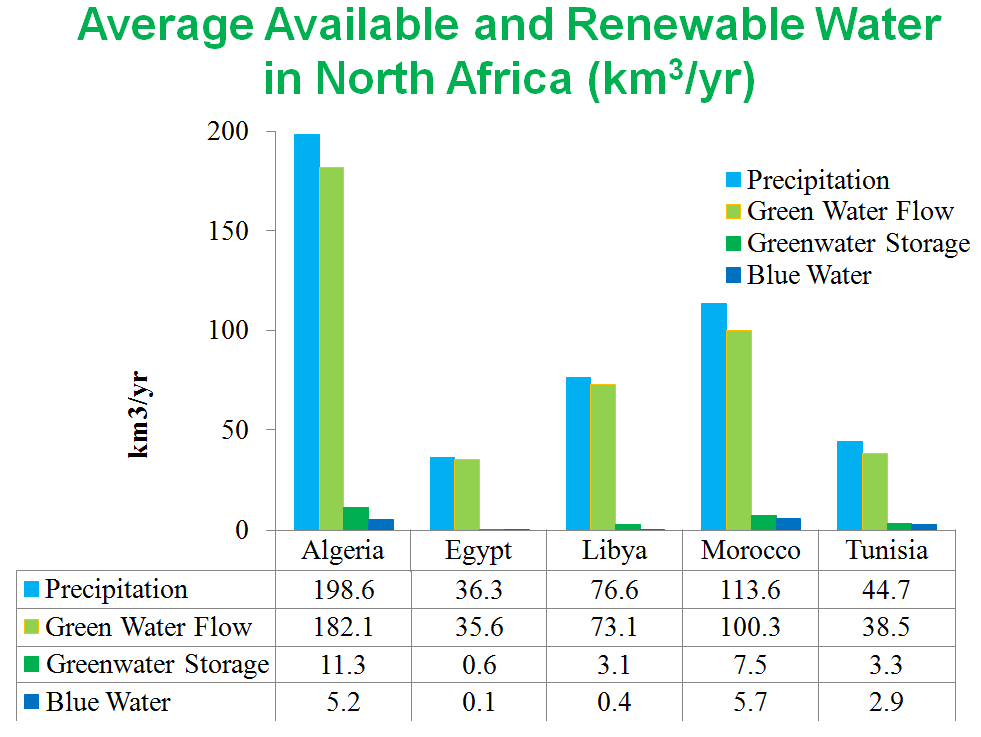 Average Available and Renewable Water
in North Africa (km³/yr)
200
150
100
50
0
km3/yr
Precipitation
Green Water Flow
Greenwater Storage
Blue Water
Algeria Egypt Libya Morocco Tunisia
Precipitation 198.6 36.3 76.6 113.6 44.7
Green Water Flow 182.1 35.6 73.1 100.3 38.5
Greenwater Storage 11.3 0.6 3.1 7.5 3.3
Blue Water 5.2 0.1 0.4 5.7 2.9